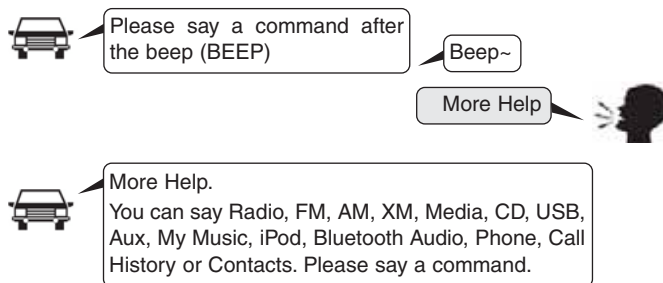 Please say a command after
the beep (BEEP)
Beep~
More Help
More Help.
You can say Radio, FM, AM, XM, Media, CD, USB,
Aux, My Music, iPod, Bluetooth Audio, Phone, Call
History or Contacts. Please say a command.